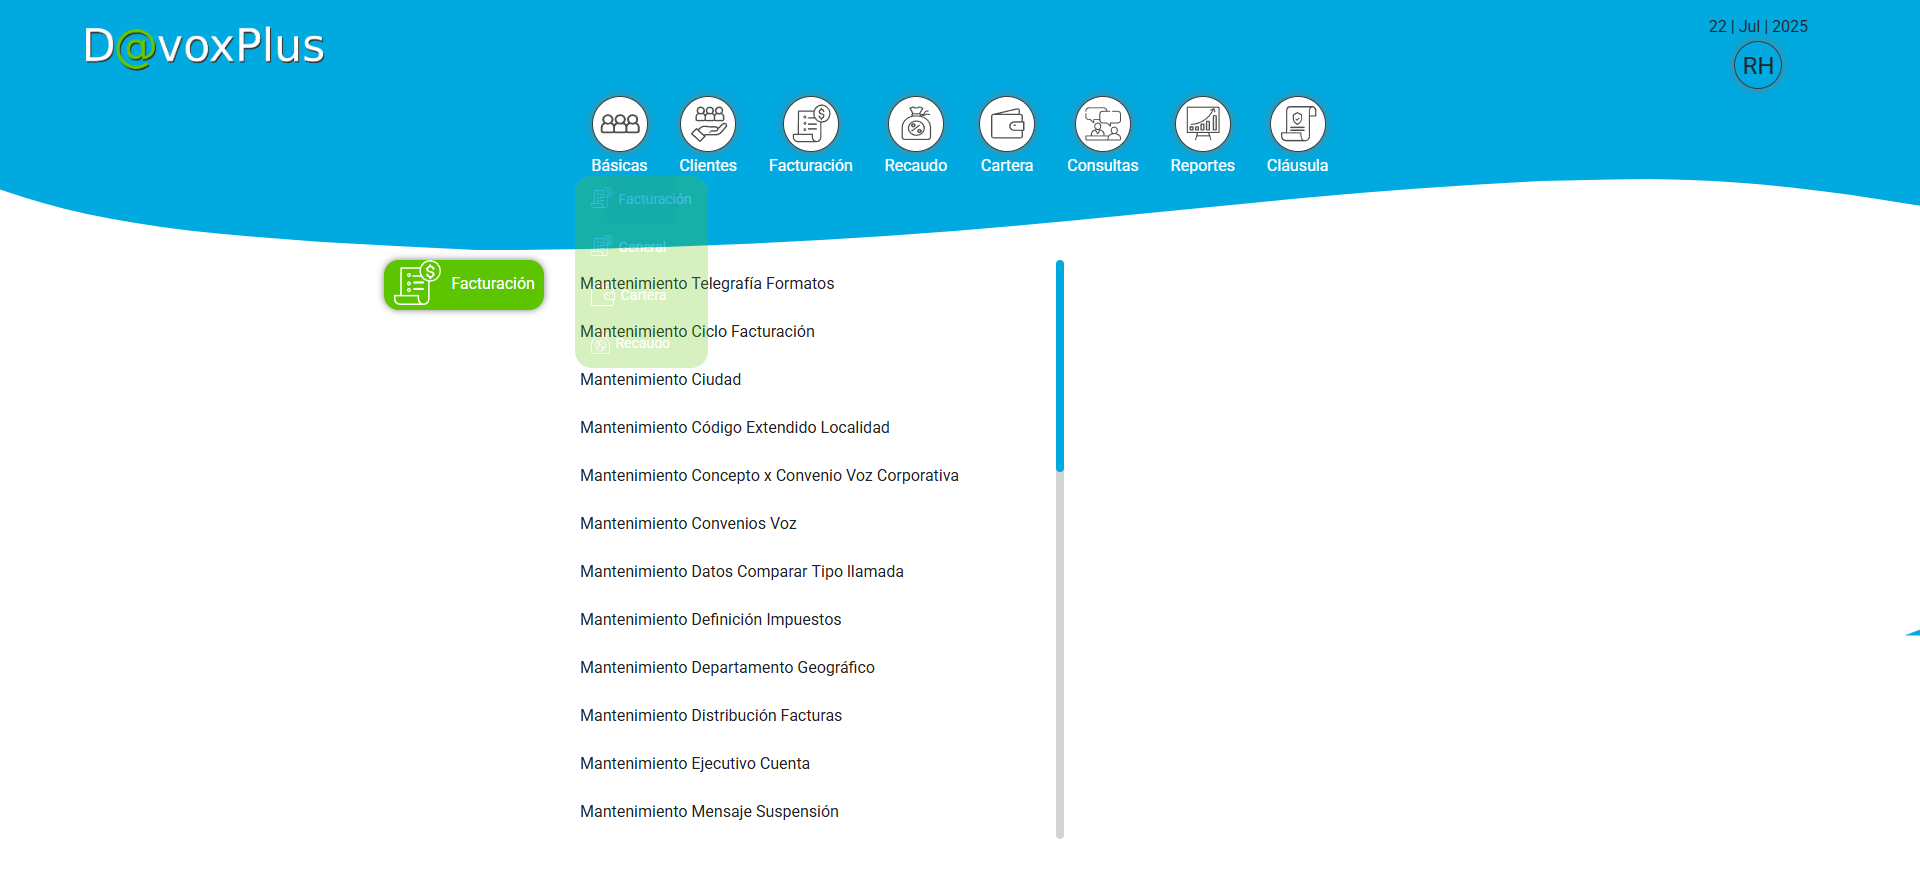 D@voxPlus
22 | Jul | 2025
RH
Básicas
Clientes
Facturación
Recaudo
Cartera
Consultas
Reportes
Cláusula
Facturación
General
Cartera
Recaudo
Facturación
Mantenimiento Telegrafía Formatos
Mantenimiento Ciclo Facturación
Mantenimiento Ciudad
Mantenimiento Código Extendido Localidad
Mantenimiento Concepto x Convenio Voz Corporativa
Mantenimiento Convenios Voz
Mantenimiento Datos Comparar Tipo llamada
Mantenimiento Definición Impuestos
Mantenimiento Departamento Geográfico
Mantenimiento Distribución Facturas
Mantenimiento Ejecutivo Cuenta
Mantenimiento Mensaje Suspensión